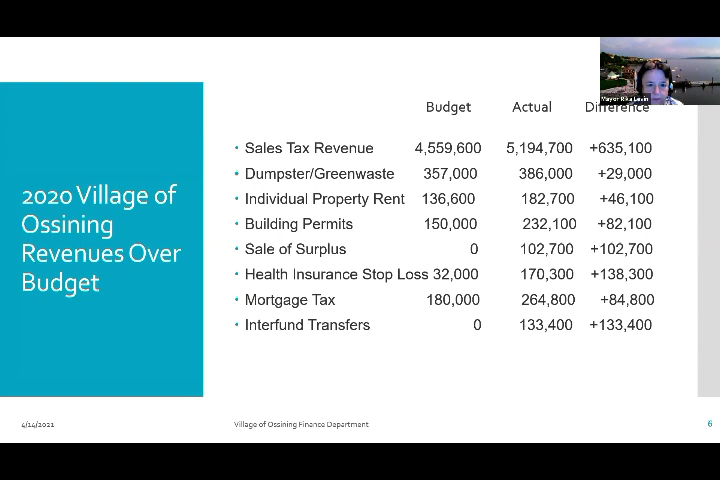 Mayor Rika Levin
Budget Actual Difference
2020 Village of
Ossining
Revenues Over
Budget
• Sales Tax Revenue 4,559,600 5,194,700 +635,100
• Dumpster/Greenwaste 357,000 386,000 +29,000
• Individual Property Rent 136,600 182,700 +46,100
• Building Permits 150,000 232,100 +82,100
• Sale of Surplus 0 102,700 +102,700
• Health Insurance Stop Loss 32,000 170,300 +138,300
• Mortgage Tax 180,000 264,800 +84,800
• Interfund Transfers 0 133,400 +133,400
4/14/2021 Village of Ossining Finance Department 6